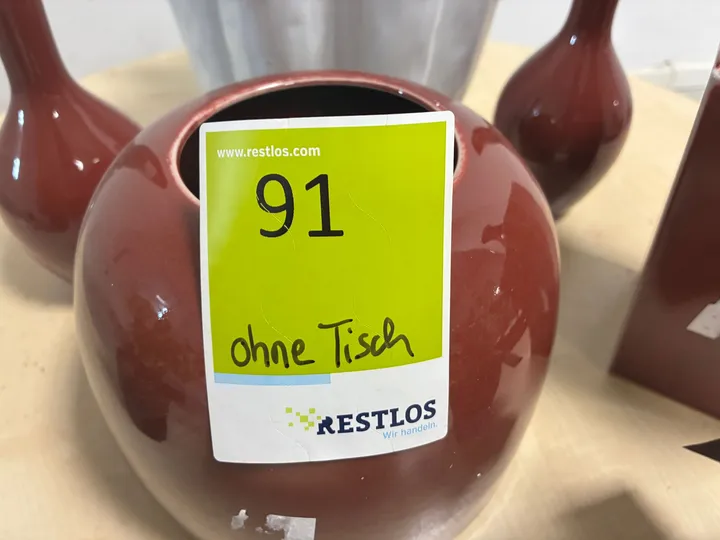 www.restlos.com
91
ohne Tisch
RESTLOS
Wir handeln.